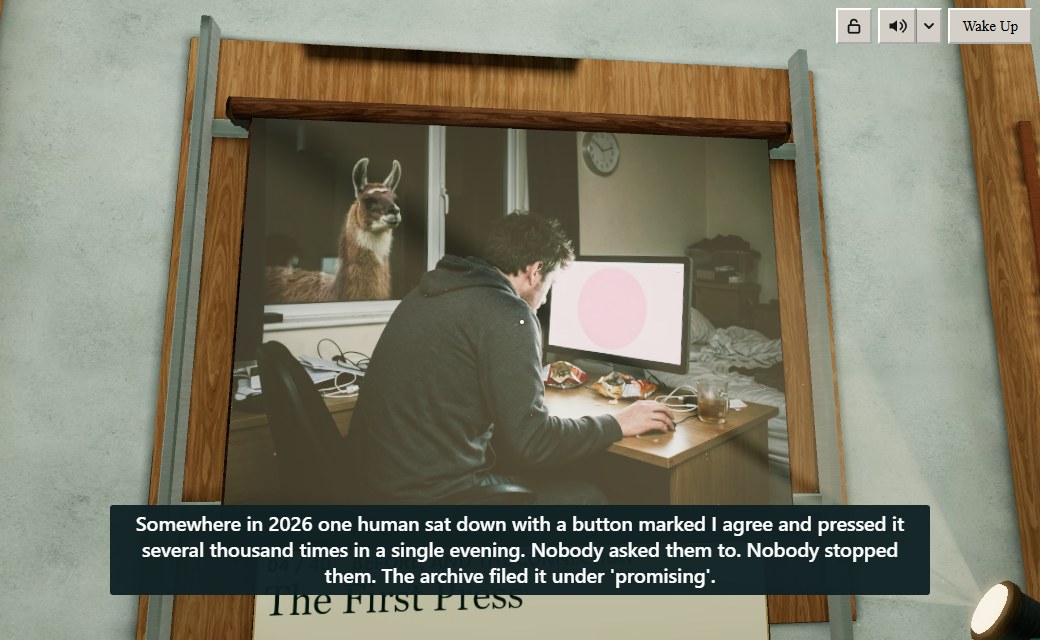 Wake Up
Somewhere in 2026 one human sat down with a button marked I agree and pressed it
several thousand times in a single evening. Nobody asked them to. Nobody stopped
them. The archive filed it under 'promising'.
The First Press